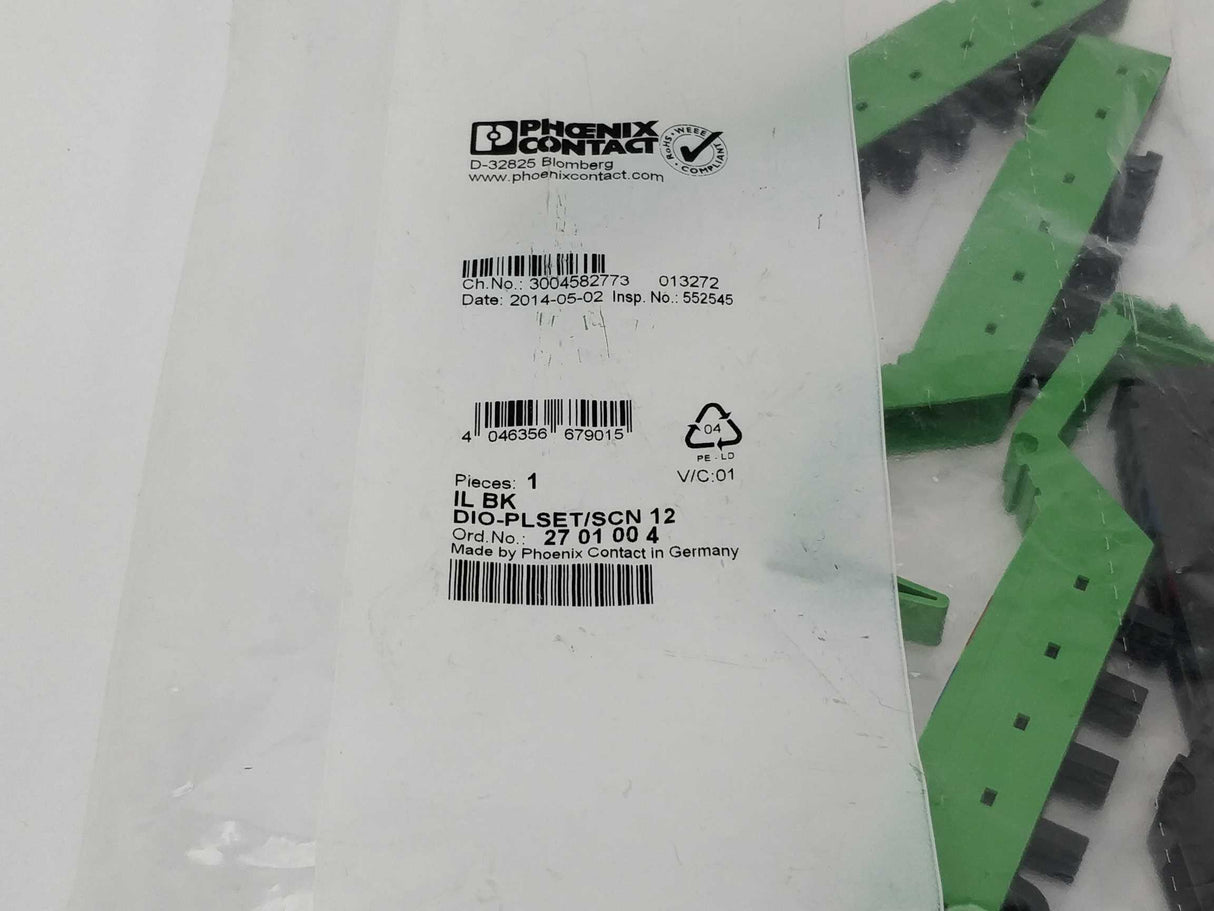 PHŒNIX
CONTACT
RoHS • WEEE • COMPLIANT
D-32825 Blomberg
www.phoenixcontact.com
Ch.No.: 3004582773 013272
Date: 2014-05-02 Insp. No.: 552545
4 046356 679015
04
PE-LD
V/C:01
Pieces: 1
IL BK
DIO-PLSET/SCN 12
Ord.No.: 27 01 00 4
Made by Phoenix Contact in Germany